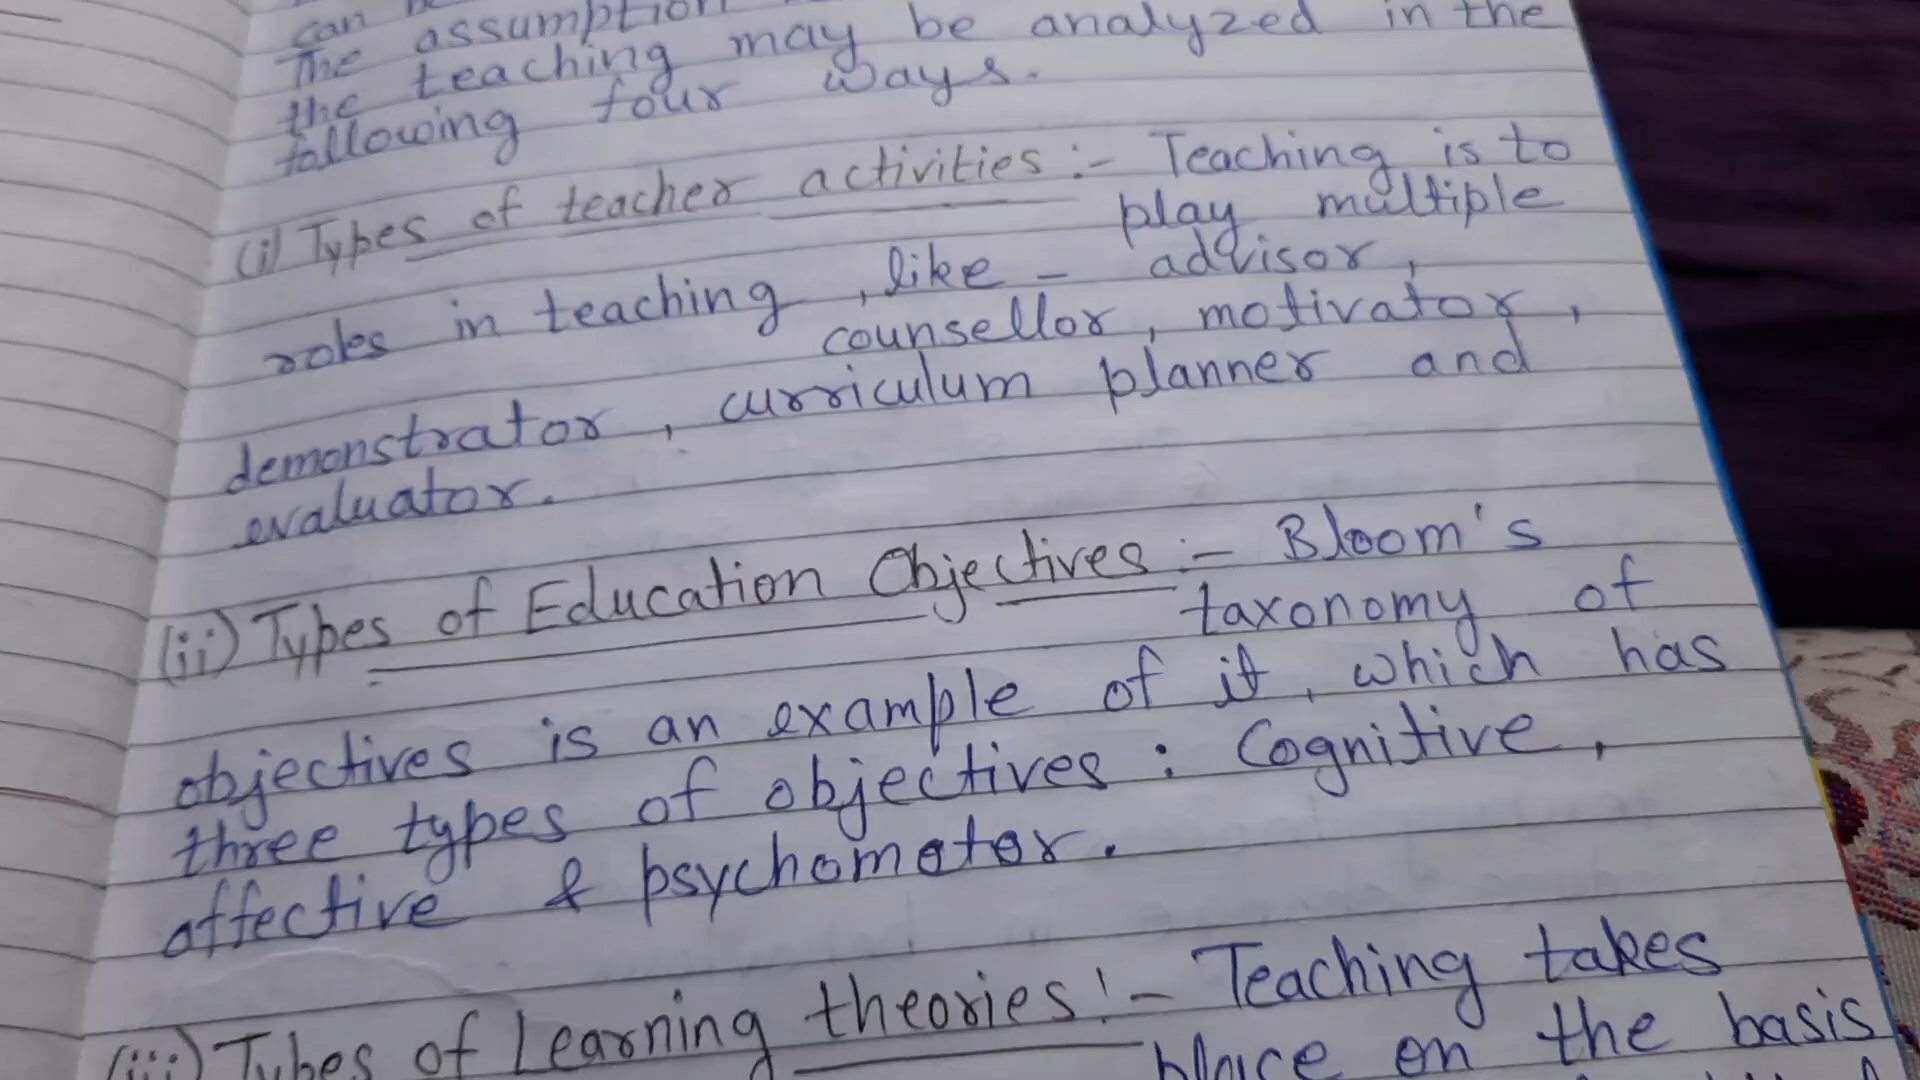 can
The assumption
the teaching may be analyzed in the
following four ways.
(i) Types of teacher activities :- Teaching is to
play multiple
roles in teaching , like - advisor,
counsellor, motivator,
demonstrator, curriculum planner and
evaluator.
(ii) Types of Education Objectives :- Bloom's
taxonomy of
objectives is an example of it, which has
three types of objectives : Cognitive,
affective & psychomotor.
(iii) Types of Learning theories :- Teaching takes
place on the basis